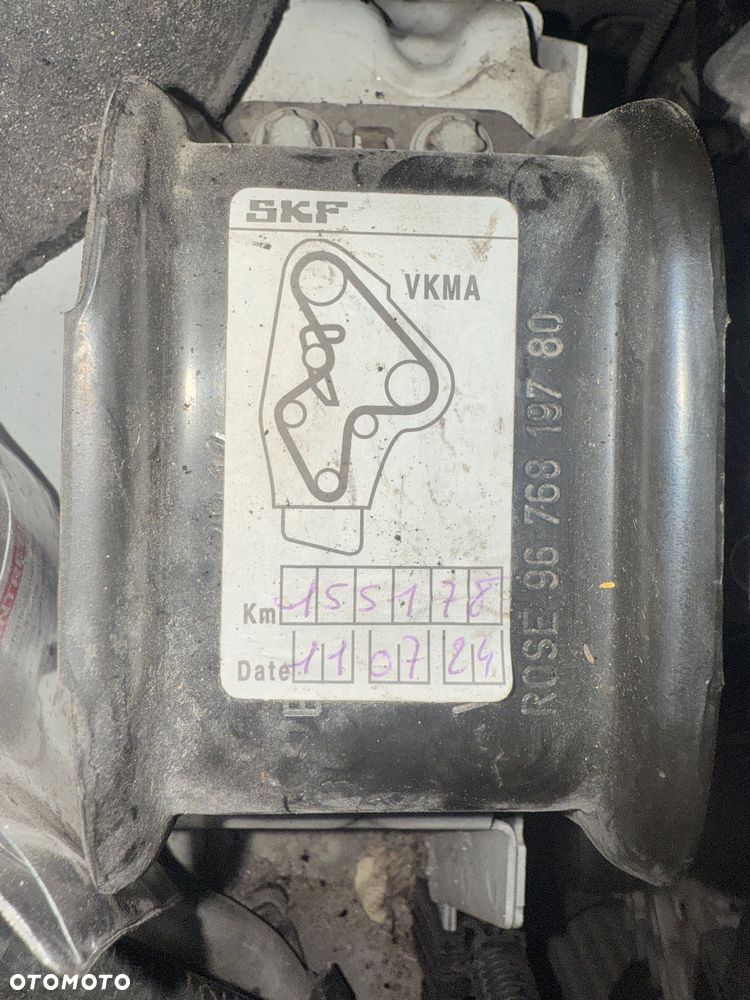 SKF
VKMA
Km 155178
Date 11 07 24
ROSE 96 768 197 80
OTOMOTO